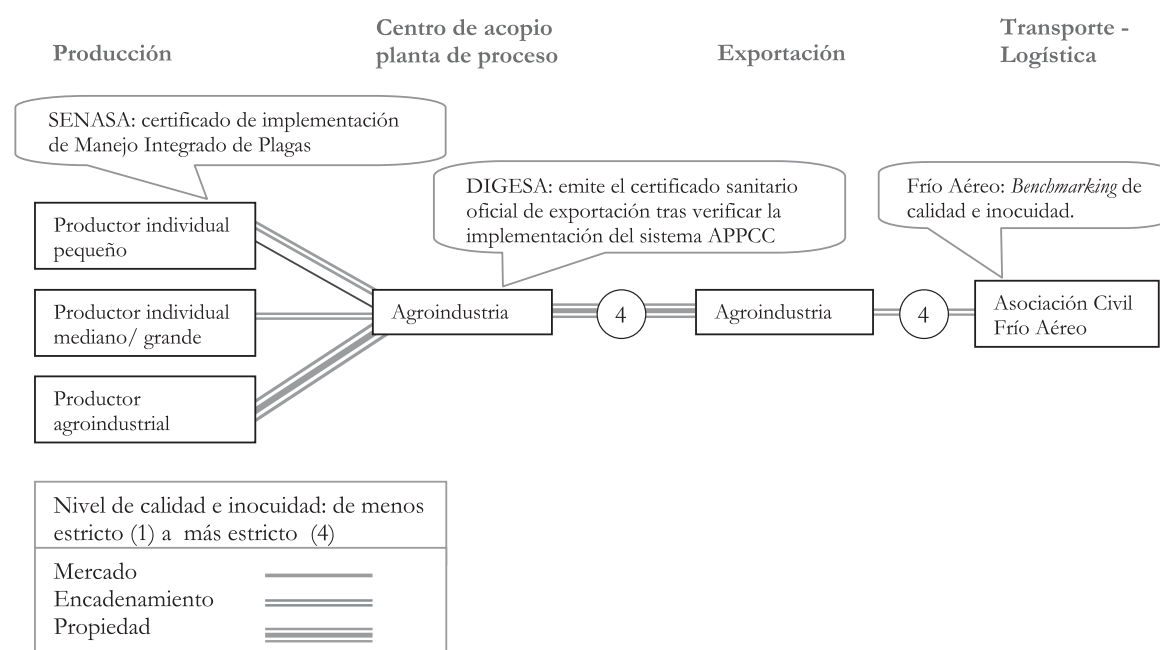 Producción
Centro de acopio
planta de proceso
Exportación
Transporte -
Logística
SENASA: certificado de implementación
de Manejo Integrado de Plagas
DIGESA: emite el certificado sanitario
oficial de exportación tras verificar la
implementación del sistema APPCC
Frío Aéreo: Benchmarking de
calidad e inocuidad.
Productor individual
pequeño
Productor individual
mediano/ grande
Productor
agroindustrial
Agroindustria
4
Agroindustria
4
Asociación Civil
Frío Aéreo
Nivel de calidad e inocuidad: de menos
estricto (1) a más estricto (4)
Mercado
Encadenamiento
Propiedad